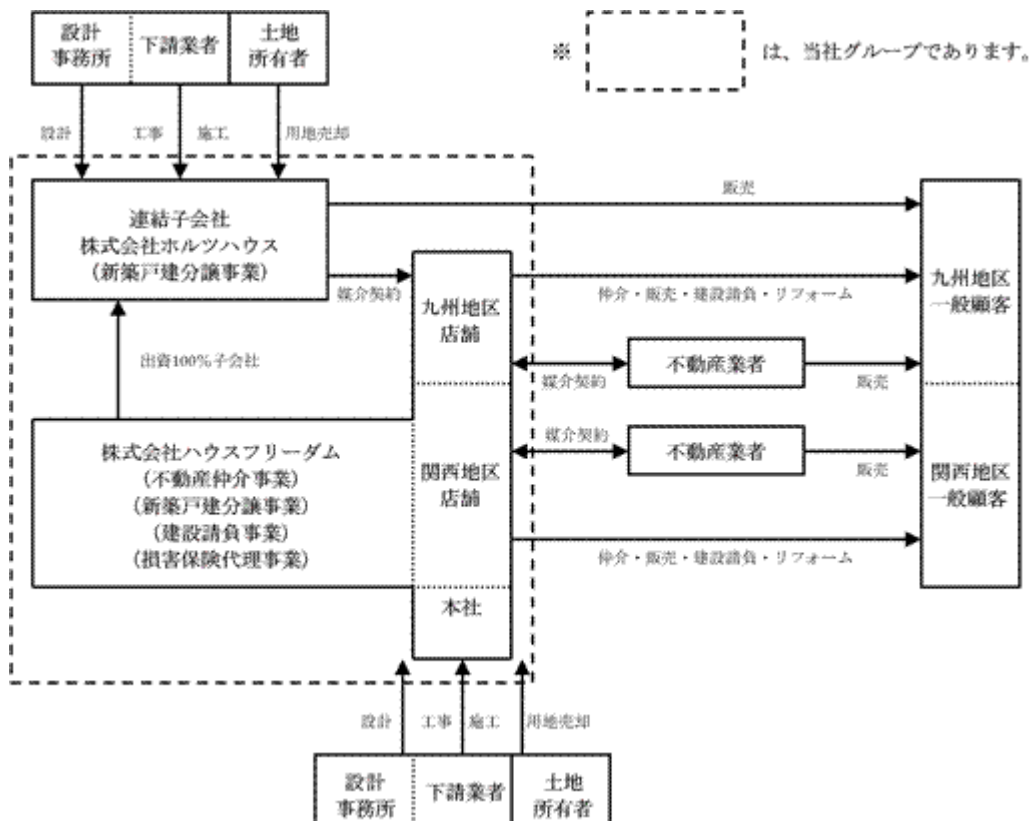 設計
事務所
下請業者
土地
所有者
※
は、当社グループであります。
設計
工事
施工
用地売却
連結子会社
株式会社ホルツハウス
(新築戸建分譲事業)
販売
媒介契約
九州地区
店舗
仲介・販売・建設請負・リフォーム
九州地区
一般顧客
出資100%子会社
不動産業者
媒介契約
販売
株式会社ハウスフリーダム
(不動産仲介事業)
(新築戸建分譲事業)
(建設請負事業)
(損害保険代理事業)
関西地区
店舗
媒介契約
不動産業者
販売
関西地区
一般顧客
仲介・販売・建設請負・リフォーム
本社
設計
工事
施工
用地売却
設計
事務所
下請業者
土地
所有者